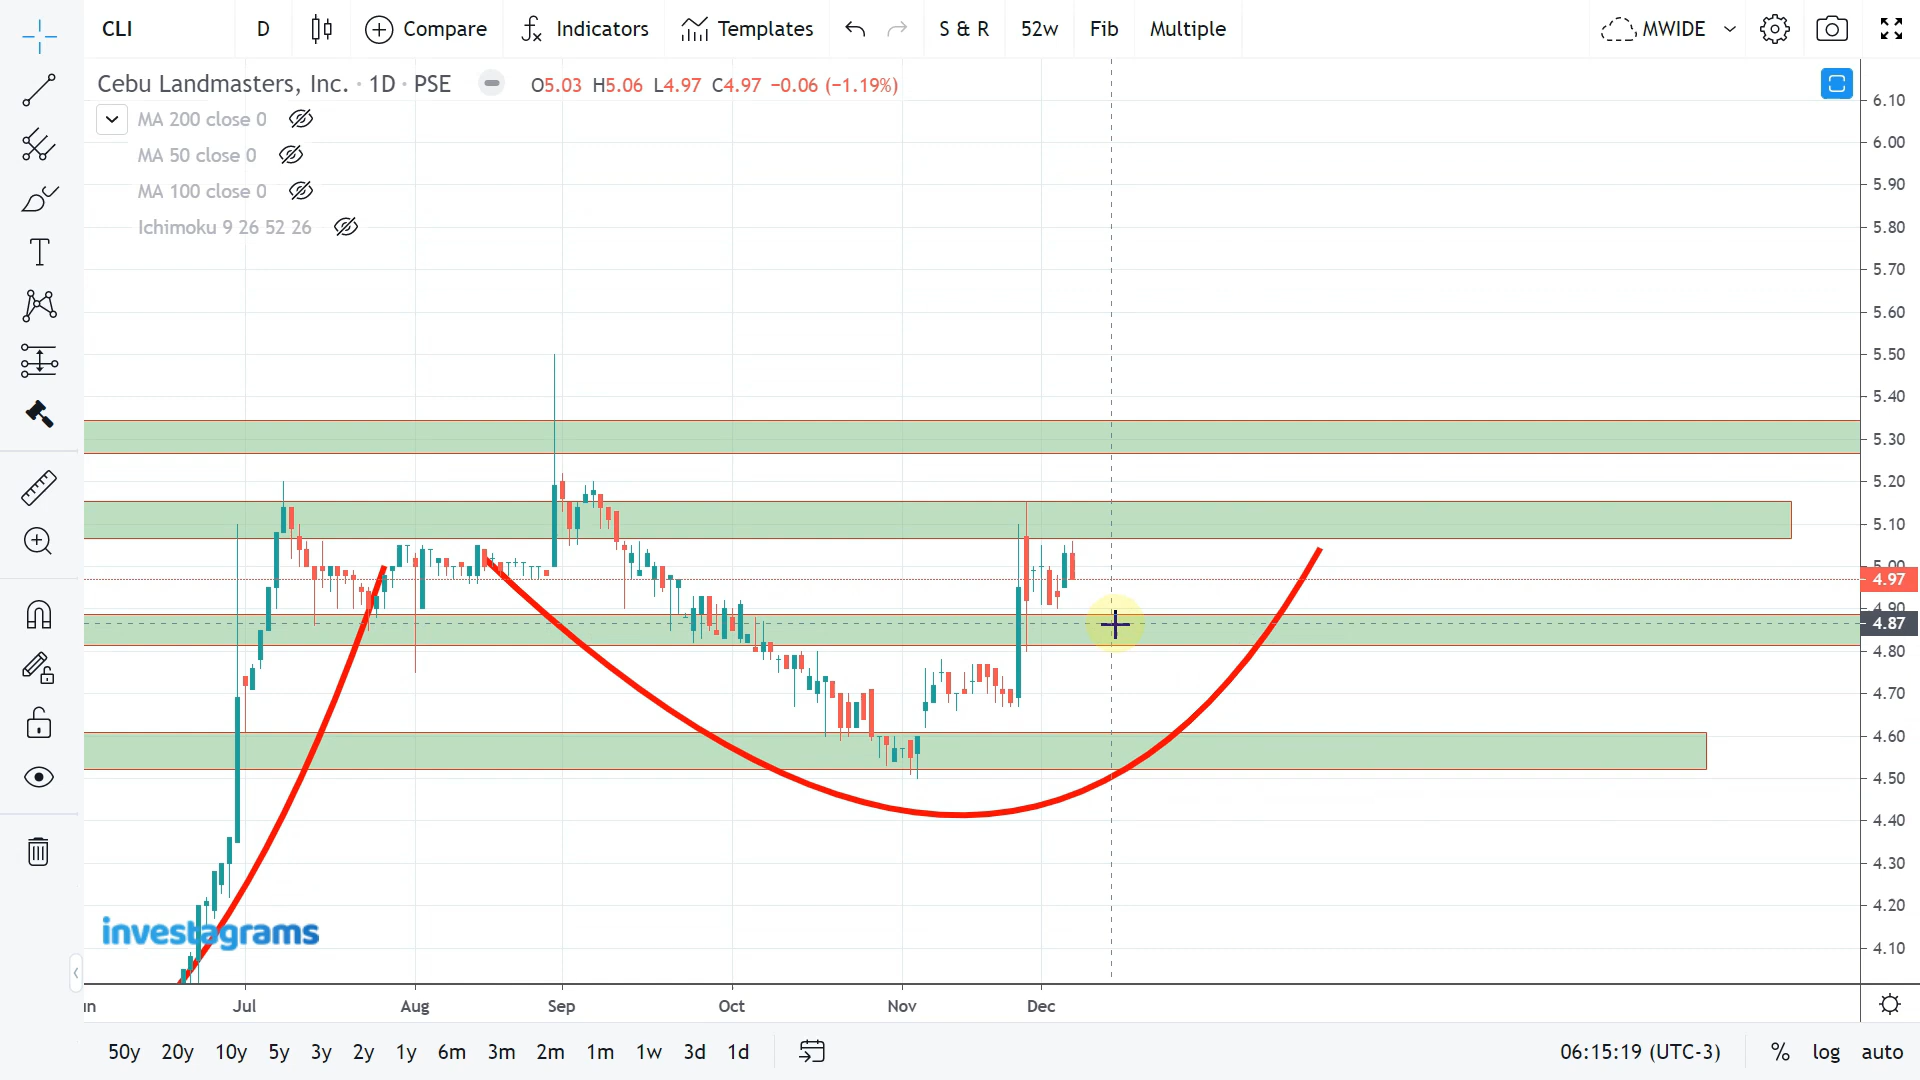 CLI D Compare Indicators Templates S & R 52w Fib Multiple MWIDE
Cebu Landmasters, Inc. · 1D · PSE O5.03 H5.06 L4.97 C4.97 −0.06 (−1.19%)
MA 200 close 0
MA 50 close 0
MA 100 close 0
Ichimoku 9 26 52 26
6.10
6.00
5.90
5.80
5.70
5.60
5.50
5.40
5.30
5.20
5.10
5.00
4.97
4.90
4.87
4.80
4.70
4.60
4.50
4.40
4.30
4.20
4.10
investagrams
un Jul Aug Sep Oct Nov Dec
50y 20y 10y 5y 3y 2y 1y 6m 3m 2m 1m 1w 3d 1d 06:15:19 (UTC-3) % log auto